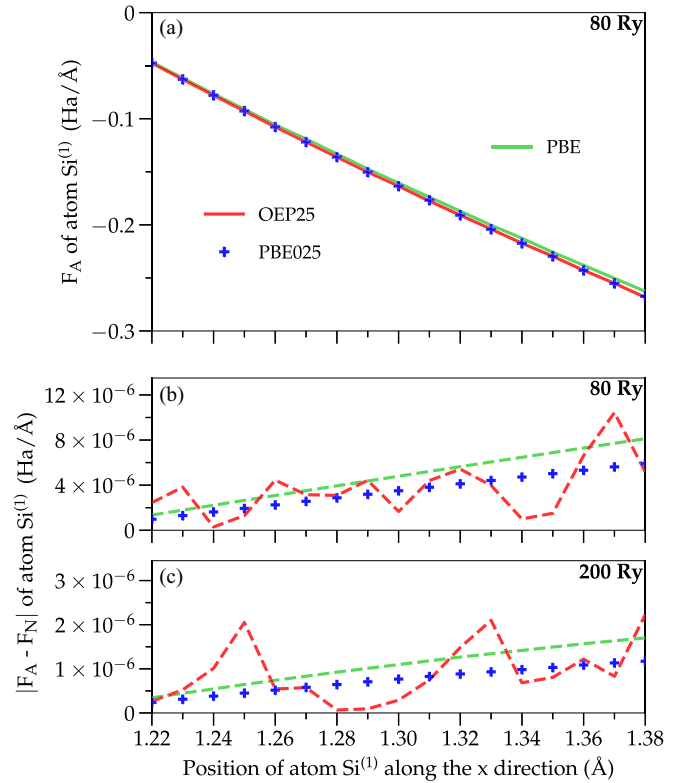 (a)
80 Ry
0
−0.1
−0.2
−0.3
F_A of atom Si^(1) (Ha/Å)
PBE
OEP25
PBE025
(b)
80 Ry
12 × 10^−6
8 × 10^−6
4 × 10^−6
0
|F_A - F_N| of atom Si^(1) (Ha/Å)
(c)
200 Ry
3 × 10^−6
2 × 10^−6
1 × 10^−6
0
1.22 1.24 1.26 1.28 1.30 1.32 1.34 1.36 1.38
Position of atom Si^(1) along the x direction (Å)